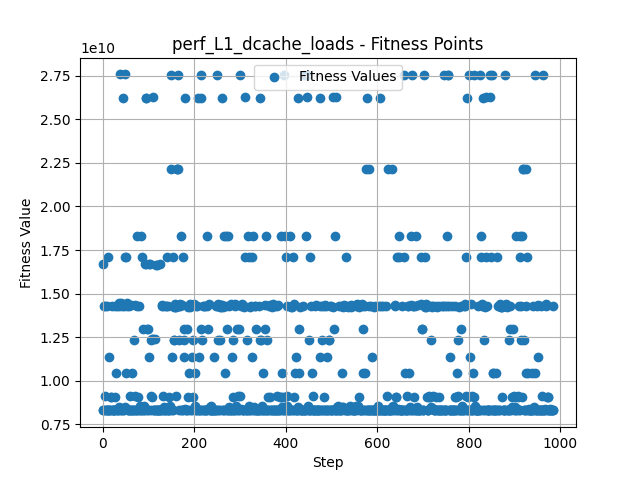 perf_L1_dcache_loads - Fitness Points
1e10
Fitness Values
2.75
2.50
2.25
2.00
1.75
1.50
1.25
1.00
0.75
Fitness Value
0 200 400 600 800 1000
Step